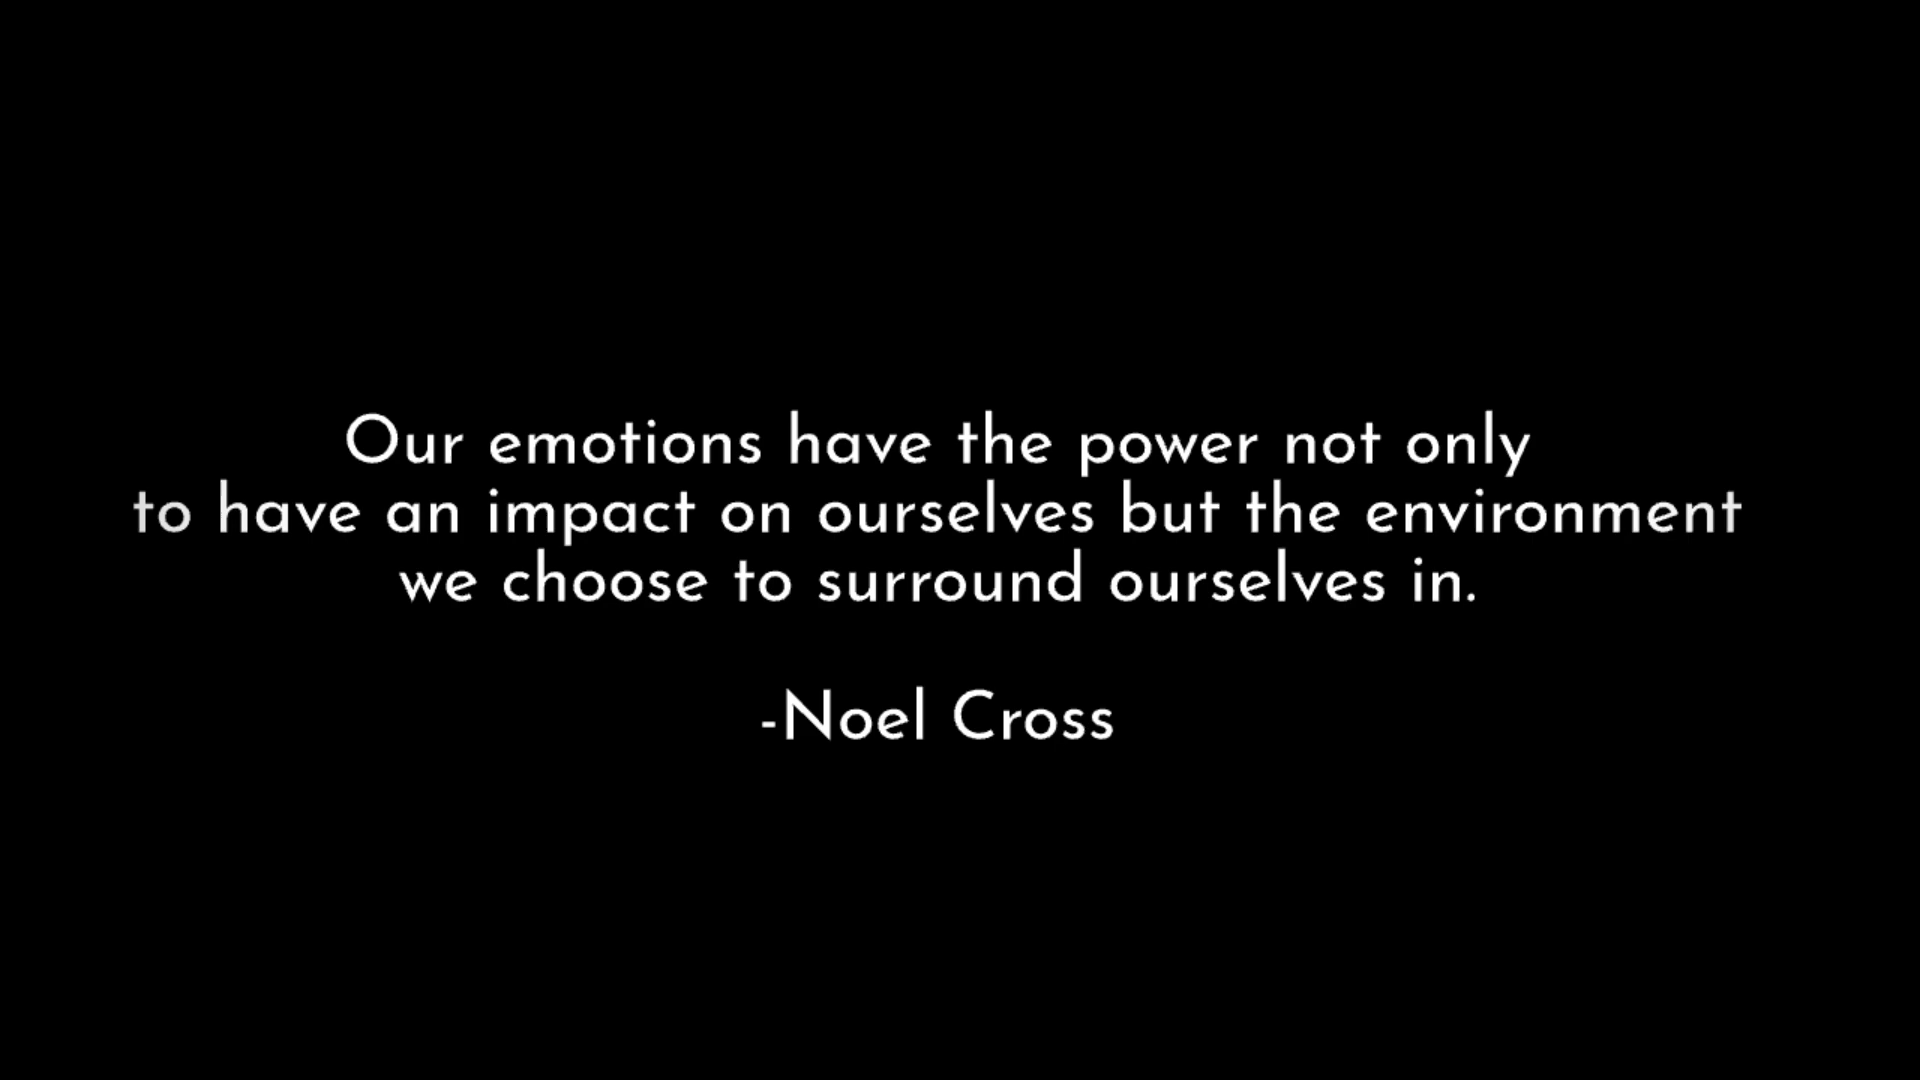 Our emotions have the power not only
to have an impact on ourselves but the environment
we choose to surround ourselves in.
-Noel Cross